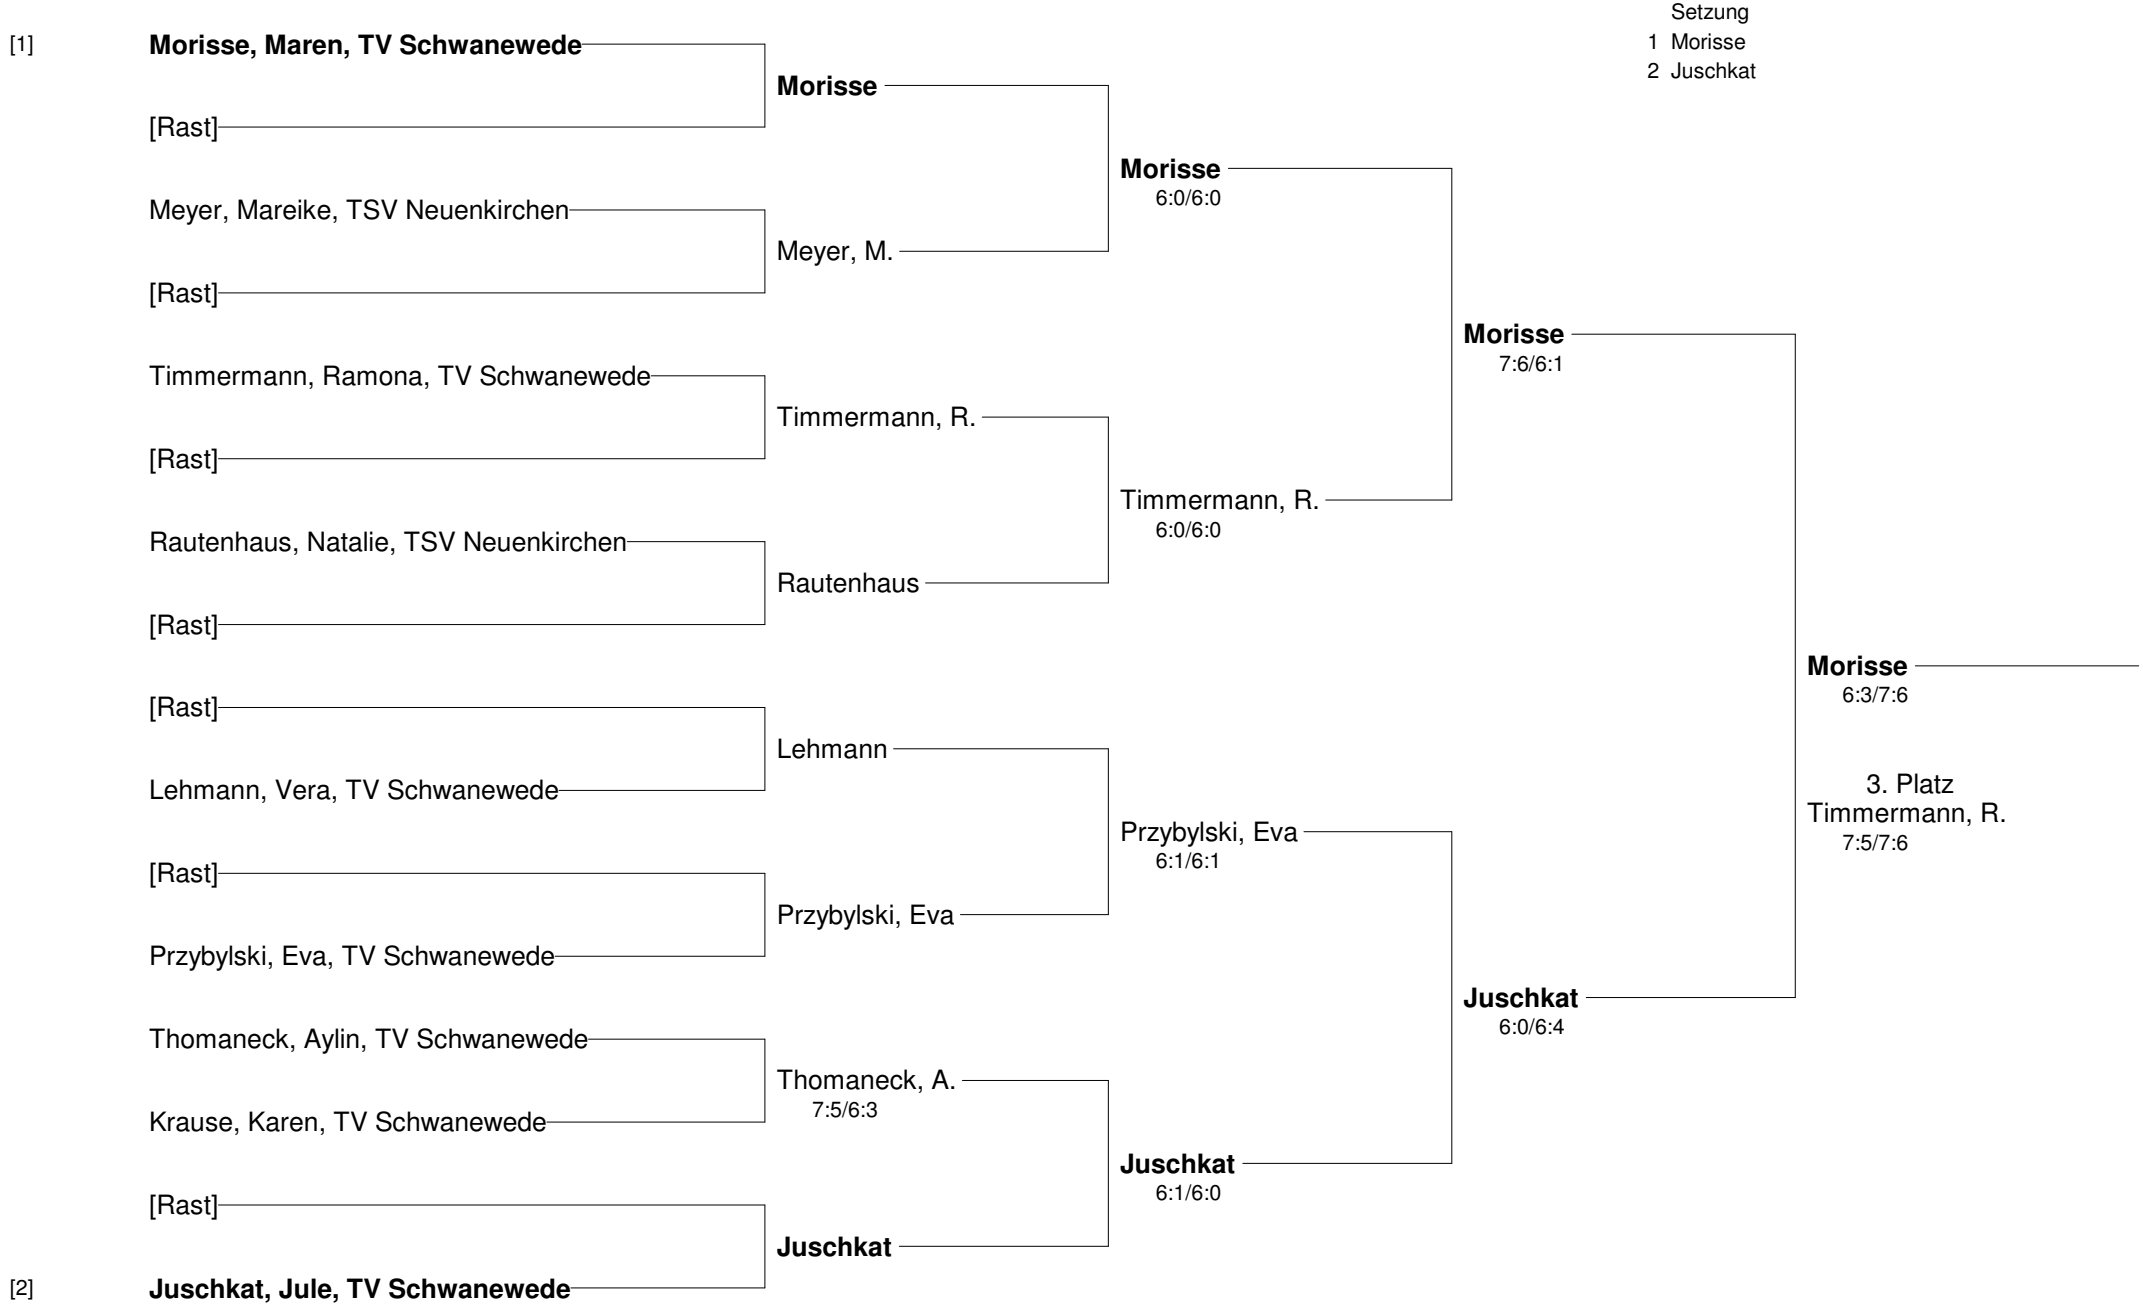 Setzung
1 Morisse
2 Juschkat
[1] Morisse, Maren, TV Schwanewede
[Rast]
Meyer, Mareike, TSV Neuenkirchen
[Rast]
Timmermann, Ramona, TV Schwanewede
[Rast]
Rautenhaus, Natalie, TSV Neuenkirchen
[Rast]
[Rast]
Lehmann, Vera, TV Schwanewede
[Rast]
Przybylski, Eva, TV Schwanewede
Thomaneck, Aylin, TV Schwanewede
Krause, Karen, TV Schwanewede
[Rast]
[2] Juschkat, Jule, TV Schwanewede
Morisse
Meyer, M.
Timmermann, R.
Rautenhaus
Lehmann
Przybylski, Eva
Thomaneck, A.
7:5/6:3
Juschkat
Morisse
6:0/6:0
Timmermann, R.
6:0/6:0
Przybylski, Eva
6:1/6:1
Juschkat
6:1/6:0
Morisse
7:6/6:1
Juschkat
6:0/6:4
Morisse
6:3/7:6
3. Platz
Timmermann, R.
7:5/7:6